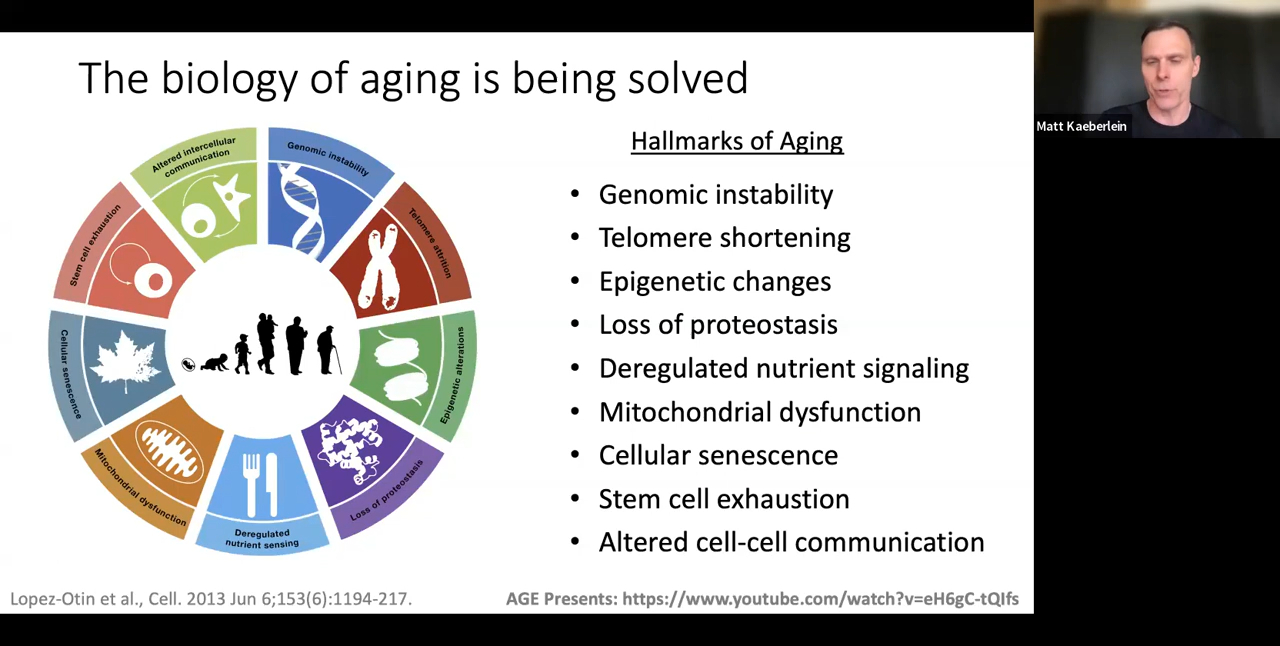 The biology of aging is being solved
Matt Kaeberlein
Altered intercellular
communication
Genomic instability
Telomere attrition
Epigenetic alterations
Loss of proteostasis
Deregulated
nutrient sensing
Mitochondrial dysfunction
Cellular senescence
Stem cell exhaustion
Hallmarks of Aging
• Genomic instability
• Telomere shortening
• Epigenetic changes
• Loss of proteostasis
• Deregulated nutrient signaling
• Mitochondrial dysfunction
• Cellular senescence
• Stem cell exhaustion
• Altered cell-cell communication
Lopez-Otin et al., Cell. 2013 Jun 6;153(6):1194-217.
AGE Presents: https://www.youtube.com/watch?v=eH6gC-tQIfs